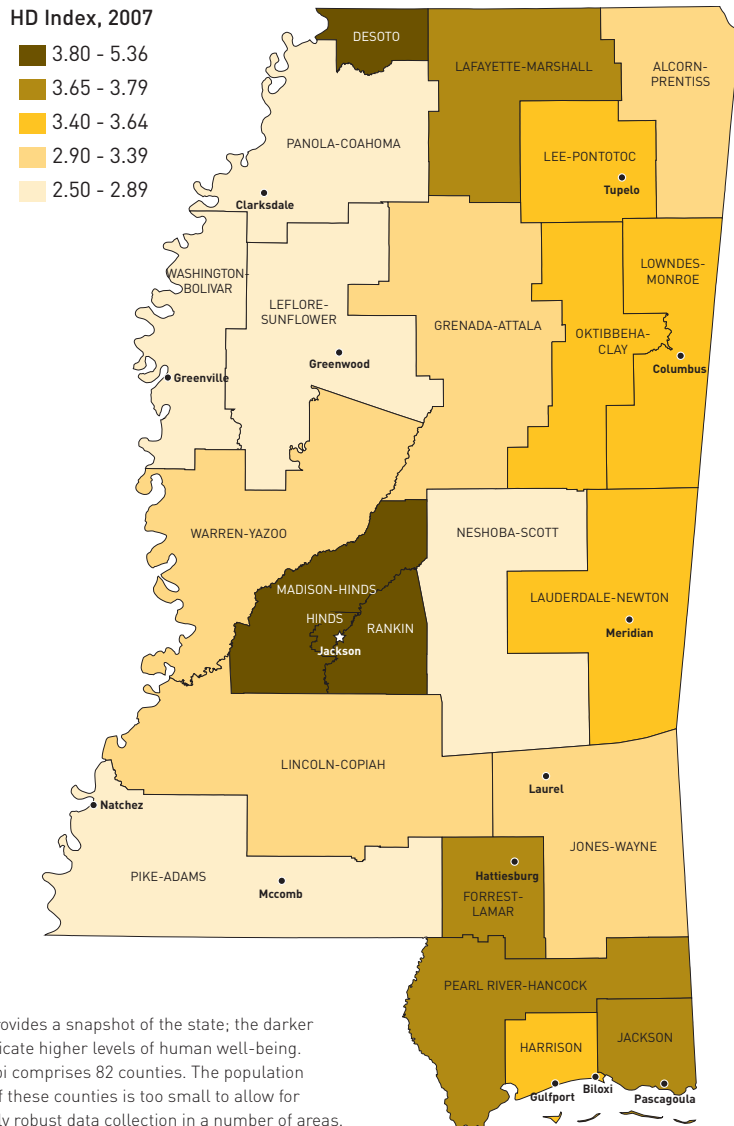 HD Index, 2007
3.80 - 5.36
3.65 - 3.79
3.40 - 3.64
2.90 - 3.39
2.50 - 2.89
DESOTO
LAFAYETTE-MARSHALL
ALCORN-
PRENTISS
PANOLA-COAHOMA
LEE-PONTOTOC
Tupelo
Clarksdale
WASHINGTON-
BOLIVAR
LEFLORE-
SUNFLOWER
GRENADA-ATTALA
LOWNDES-
MONROE
OKTIBBEHA-
CLAY
Greenwood
Columbus
Greenville
WARREN-YAZOO
NESHOBA-SCOTT
MADISON-HINDS
LAUDERDALE-NEWTON
HINDS
RANKIN
Meridian
Jackson
LINCOLN-COPIAH
Laurel
Natchez
JONES-WAYNE
PIKE-ADAMS
Mccomb
Hattiesburg
FORREST-
LAMAR
PEARL RIVER-HANCOCK
HARRISON
JACKSON
Gulfport
Biloxi
Pascagoula
rovides a snapshot of the state; the darker
icate higher levels of human well-being.
pi comprises 82 counties. The population
f these counties is too small to allow for
ly robust data collection in a number of areas.